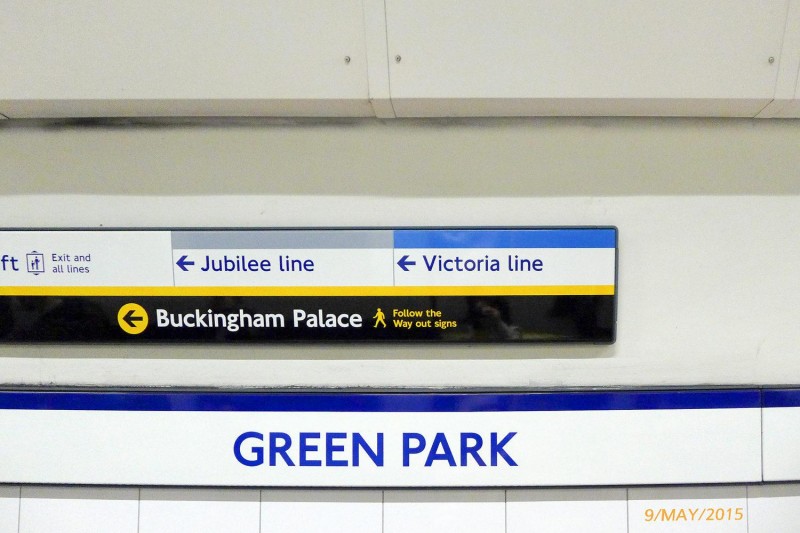 ft
Exit and
all lines
Jubilee line
Victoria line
Buckingham Palace
Follow the
Way out signs
GREEN PARK
9/MAY/2015